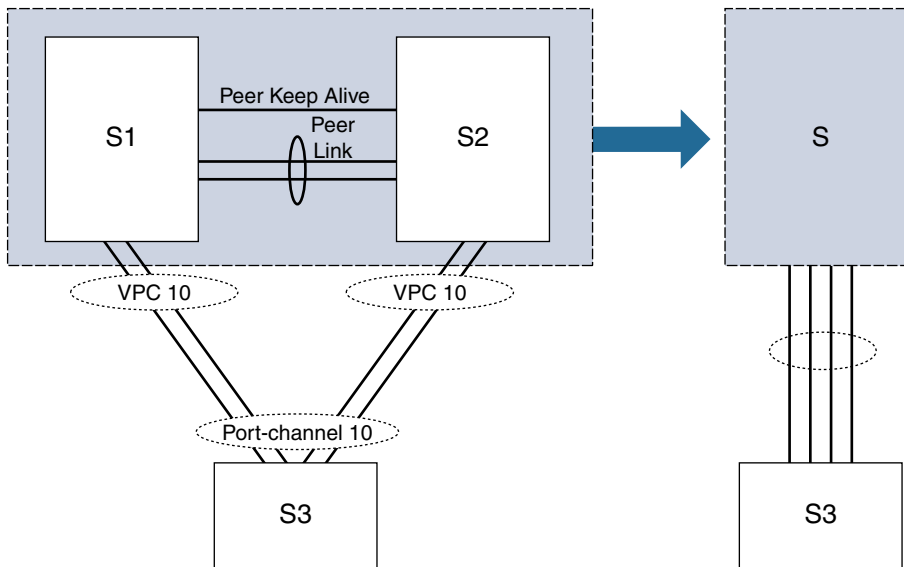 Peer Keep Alive
S1
Peer
Link
S2
S
VPC 10
VPC 10
Port-channel 10
S3
S3